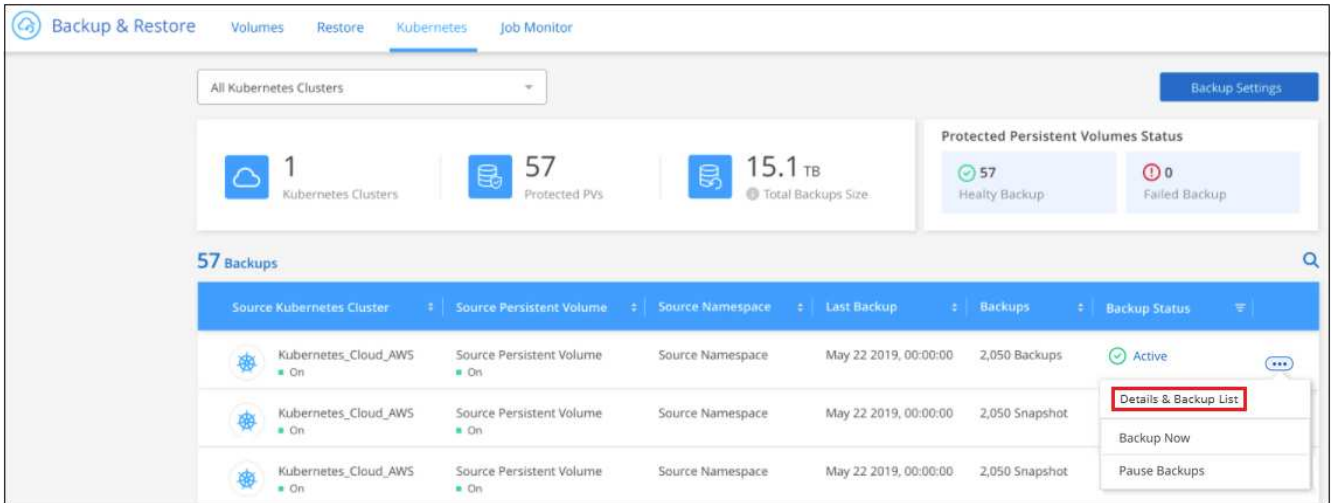 Backup & Restore Volumes Restore Kubernetes Job Monitor
All Kubernetes Clusters
Backup Settings
1
Kubernetes Clusters
57
Protected PVs
15.1 TB
Total Backups Size
Protected Persistent Volumes Status
57
Healty Backup
0
Failed Backup
57 Backups
Source Kubernetes Cluster Source Persistent Volume Source Namespace Last Backup Backups Backup Status
Kubernetes_Cloud_AWS Source Persistent Volume Source Namespace May 22 2019, 00:00:00 2,050 Backups Active
On On
Kubernetes_Cloud_AWS Source Persistent Volume Source Namespace May 22 2019, 00:00:00 2,050 Snapshot
On On
Kubernetes_Cloud_AWS Source Persistent Volume Source Namespace May 22 2019, 00:00:00 2,050 Snapshot
On On
Details & Backup List
Backup Now
Pause Backups